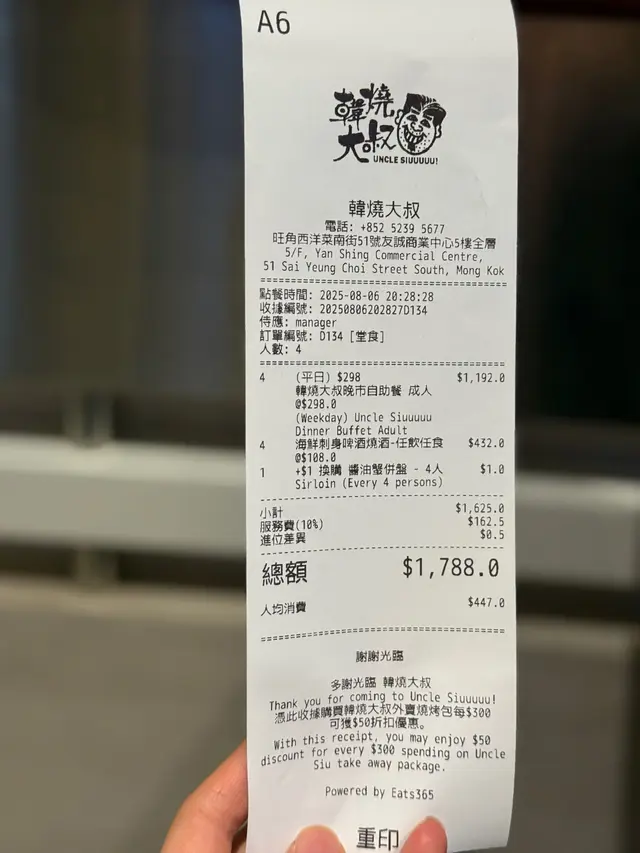 A6
韓燒
大叔
UNCLE SIUUUUU!
韓燒大叔
電話: +852 5239 5677
旺角西洋菜南街51號友誠商業中心5樓全層
5/F, Yan Shing Commercial Centre,
51 Sai Yeung Choi Street South, Mong Kok
點餐時間: 2025-08-06 20:28:28
收據編號: 20250806202827D134
侍應: manager
訂單編號: D134 [堂食]
人數: 4
4 (平日) $298 $1,192.0
韓燒大叔晚市自助餐 成人
@$298.0
(Weekday) Uncle Siuuuuu
Dinner Buffet Adult
4 海鮮刺身啤酒燒酒-任飲任食 $432.0
@$108.0
1 +$1 換購 醬油蟹併盤 - 4人 $1.0
Sirloin (Every 4 persons)
小計 $1,625.0
服務費(10%) $162.5
進位差異 $0.5
總額 $1,788.0
人均消費 $447.0
謝謝光臨
多謝光臨 韓燒大叔
Thank you for coming to Uncle Siuuuuu!
憑此收據購買韓燒大叔外賣燒烤包每$300
可獲$50折扣優惠。
With this receipt, you may enjoy $50
discount for every $300 spending on Uncle
Siu take away package.
Powered by Eats365
重印